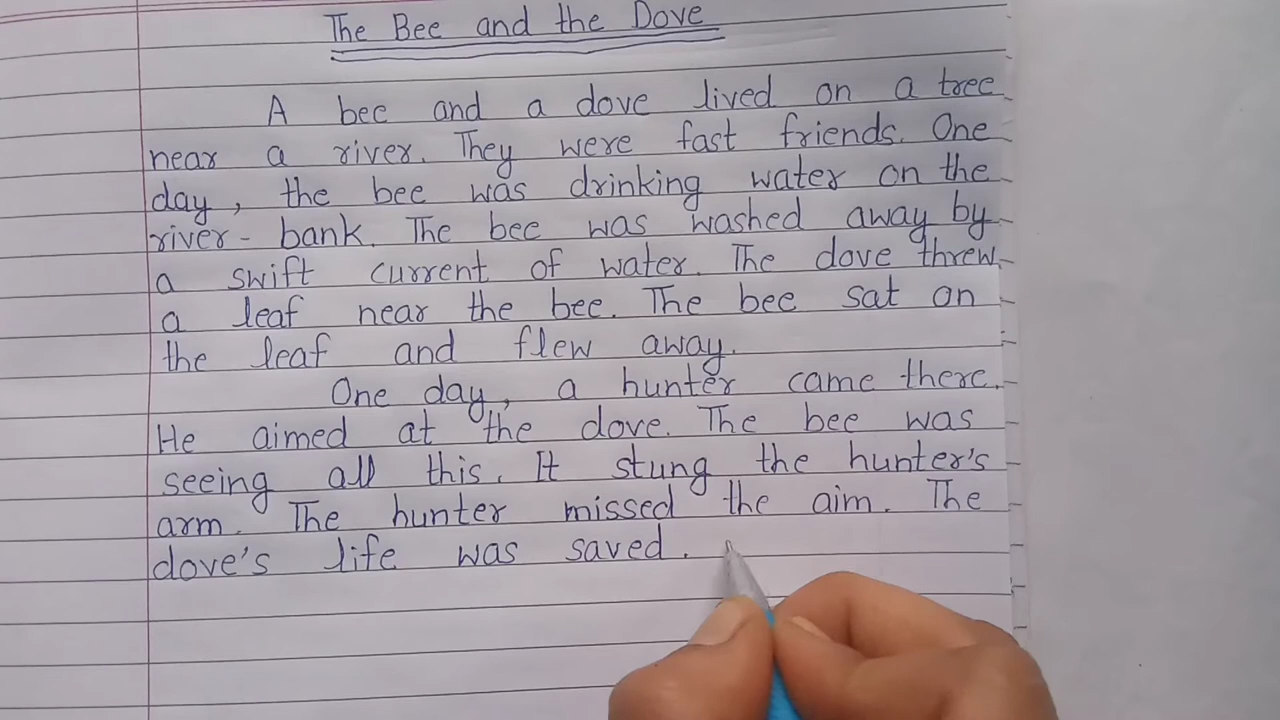 The Bee and the Dove
A bee and a dove lived on a tree
near a river. They were fast friends. One
day, the bee was drinking water on the
river-bank. The bee was washed away by
a swift current of water. The dove threw
a leaf near the bee. The bee sat on
the leaf and flew away.
One day, a hunter came there.
He aimed at the dove. The bee was
seeing all this. It stung the hunter's
arm. The hunter missed the aim. The
dove's life was saved.